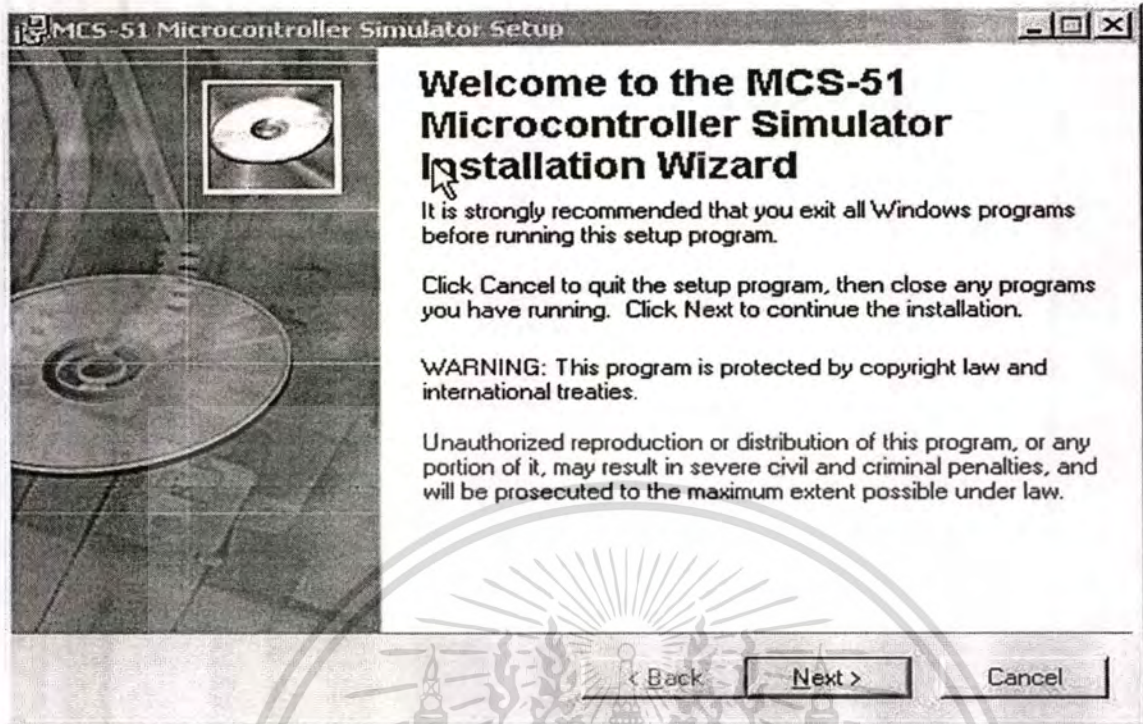 MCS-51 Microcontroller Simulator Setup
Welcome to the MCS-51
Microcontroller Simulator
Installation Wizard
It is strongly recommended that you exit all Windows programs
before running this setup program.
Click Cancel to quit the setup program, then close any programs
you have running. Click Next to continue the installation.
WARNING: This program is protected by copyright law and
international treaties.
Unauthorized reproduction or distribution of this program, or any
portion of it, may result in severe civil and criminal penalties, and
will be prosecuted to the maximum extent possible under law.
< Back Next > Cancel